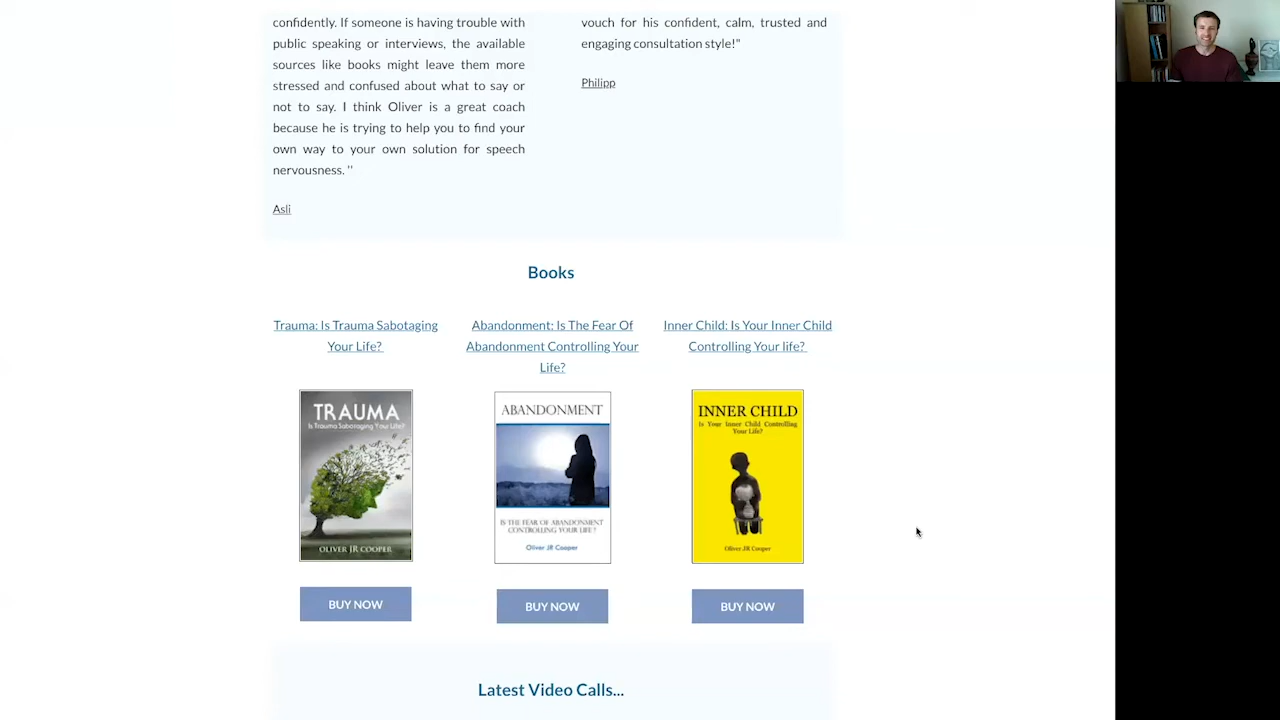 confidently. If someone is having trouble with
public speaking or interviews, the available
sources like books might leave them more
stressed and confused about what to say or
not to say. I think Oliver is a great coach
because he is trying to help you to find your
own way to your own solution for speech
nervousness. ''
Asli
vouch for his confident, calm, trusted and
engaging consultation style!"
Philipp
Books
Trauma: Is Trauma Sabotaging
Your Life?
Abandonment: Is The Fear Of
Abandonment Controlling Your
Life?
Inner Child: Is Your Inner Child
Controlling Your life?
TRAUMA
Is Trauma Sabotaging Your Life?
OLIVER JR COOPER
ABANDONMENT
IS THE FEAR OF ABANDONMENT
CONTROLLING YOUR LIFE?
Oliver JR Cooper
INNER CHILD
Is Your Inner Child Controlling
Your Life?
Oliver JR Cooper
BUY NOW
BUY NOW
BUY NOW
Latest Video Calls...